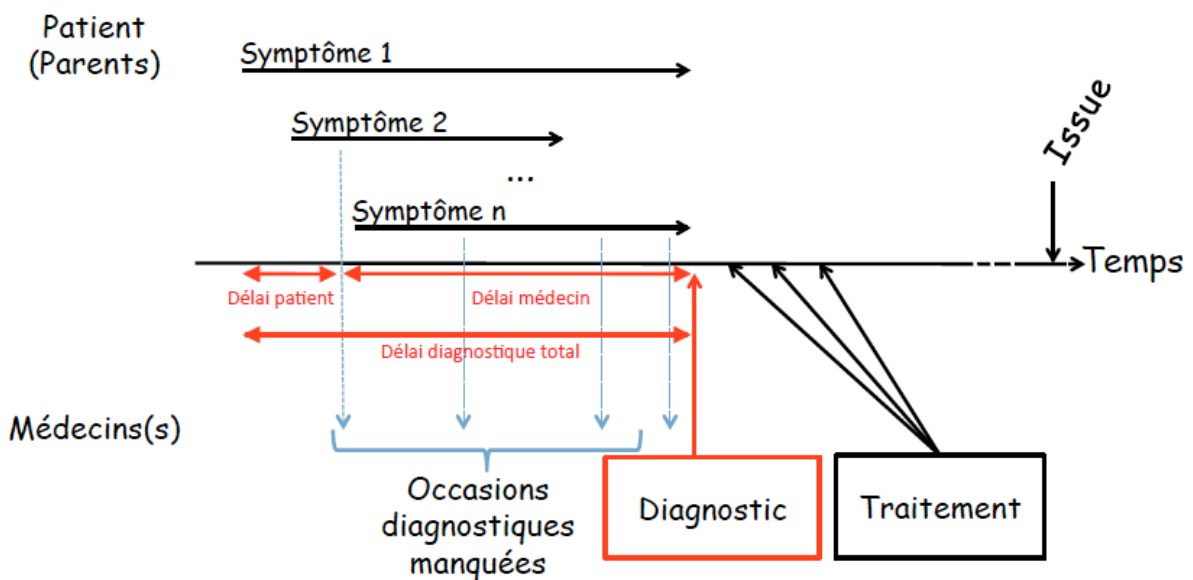 Patient
(Parents)
Symptôme 1
Symptôme 2
...
Symptôme n
Issue
Temps
Délai patient
Délai médecin
Délai diagnostique total
Médecins(s)
Occasions
diagnostiques
manquées
Diagnostic
Traitement